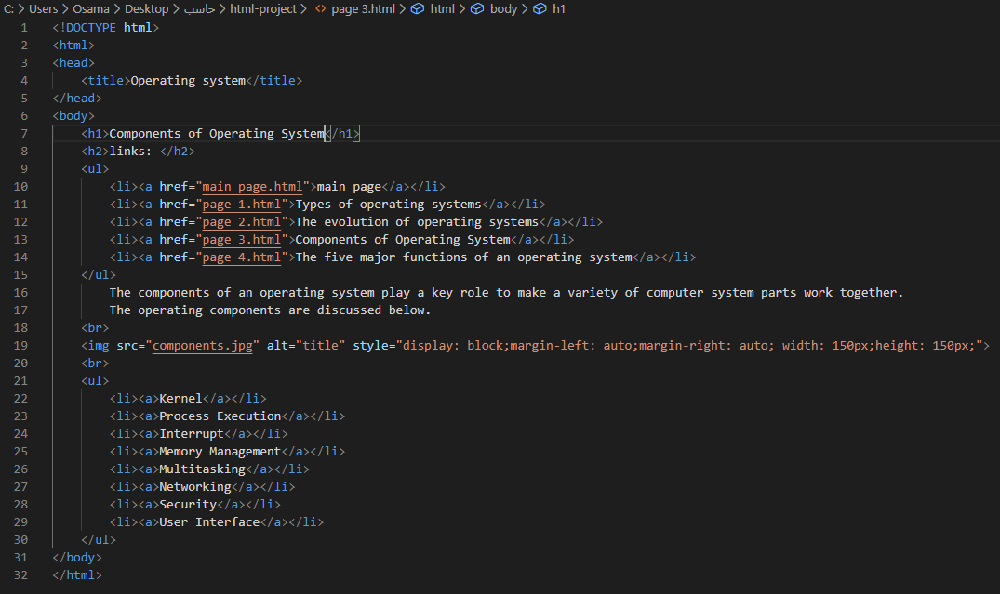 C: > Users > Osama > Desktop > حاسب > html-project > <> page 3.html > html > body > h1
1 <!DOCTYPE html>
2 <html>
3 <head>
4     <title>Operating system</title>
5 </head>
6 <body>
7     <h1>Components of Operating System</h1>
8     <h2>links: </h2>
9     <ul>
10         <li><a href="main page.html">main page</a></li>
11         <li><a href="page 1.html">Types of operating systems</a></li>
12         <li><a href="page 2.html">The evolution of operating systems</a></li>
13         <li><a href="page 3.html">Components of Operating System</a></li>
14         <li><a href="page 4.html">The five major functions of an operating system</a></li>
15     </ul>
16         The components of an operating system play a key role to make a variety of computer system parts work together.
17         The operating components are discussed below.
18     <br>
19     <img src="components.jpg" alt="title" style="display: block;margin-left: auto;margin-right: auto; width: 150px;height: 150px;">
20     <br>
21     <ul>
22         <li><a>Kernel</a></li>
23         <li><a>Process Execution</a></li>
24         <li><a>Interrupt</a></li>
25         <li><a>Memory Management</a></li>
26         <li><a>Multitasking</a></li>
27         <li><a>Networking</a></li>
28         <li><a>Security</a></li>
29         <li><a>User Interface</a></li>
30     </ul>
31 </body>
32 </html>